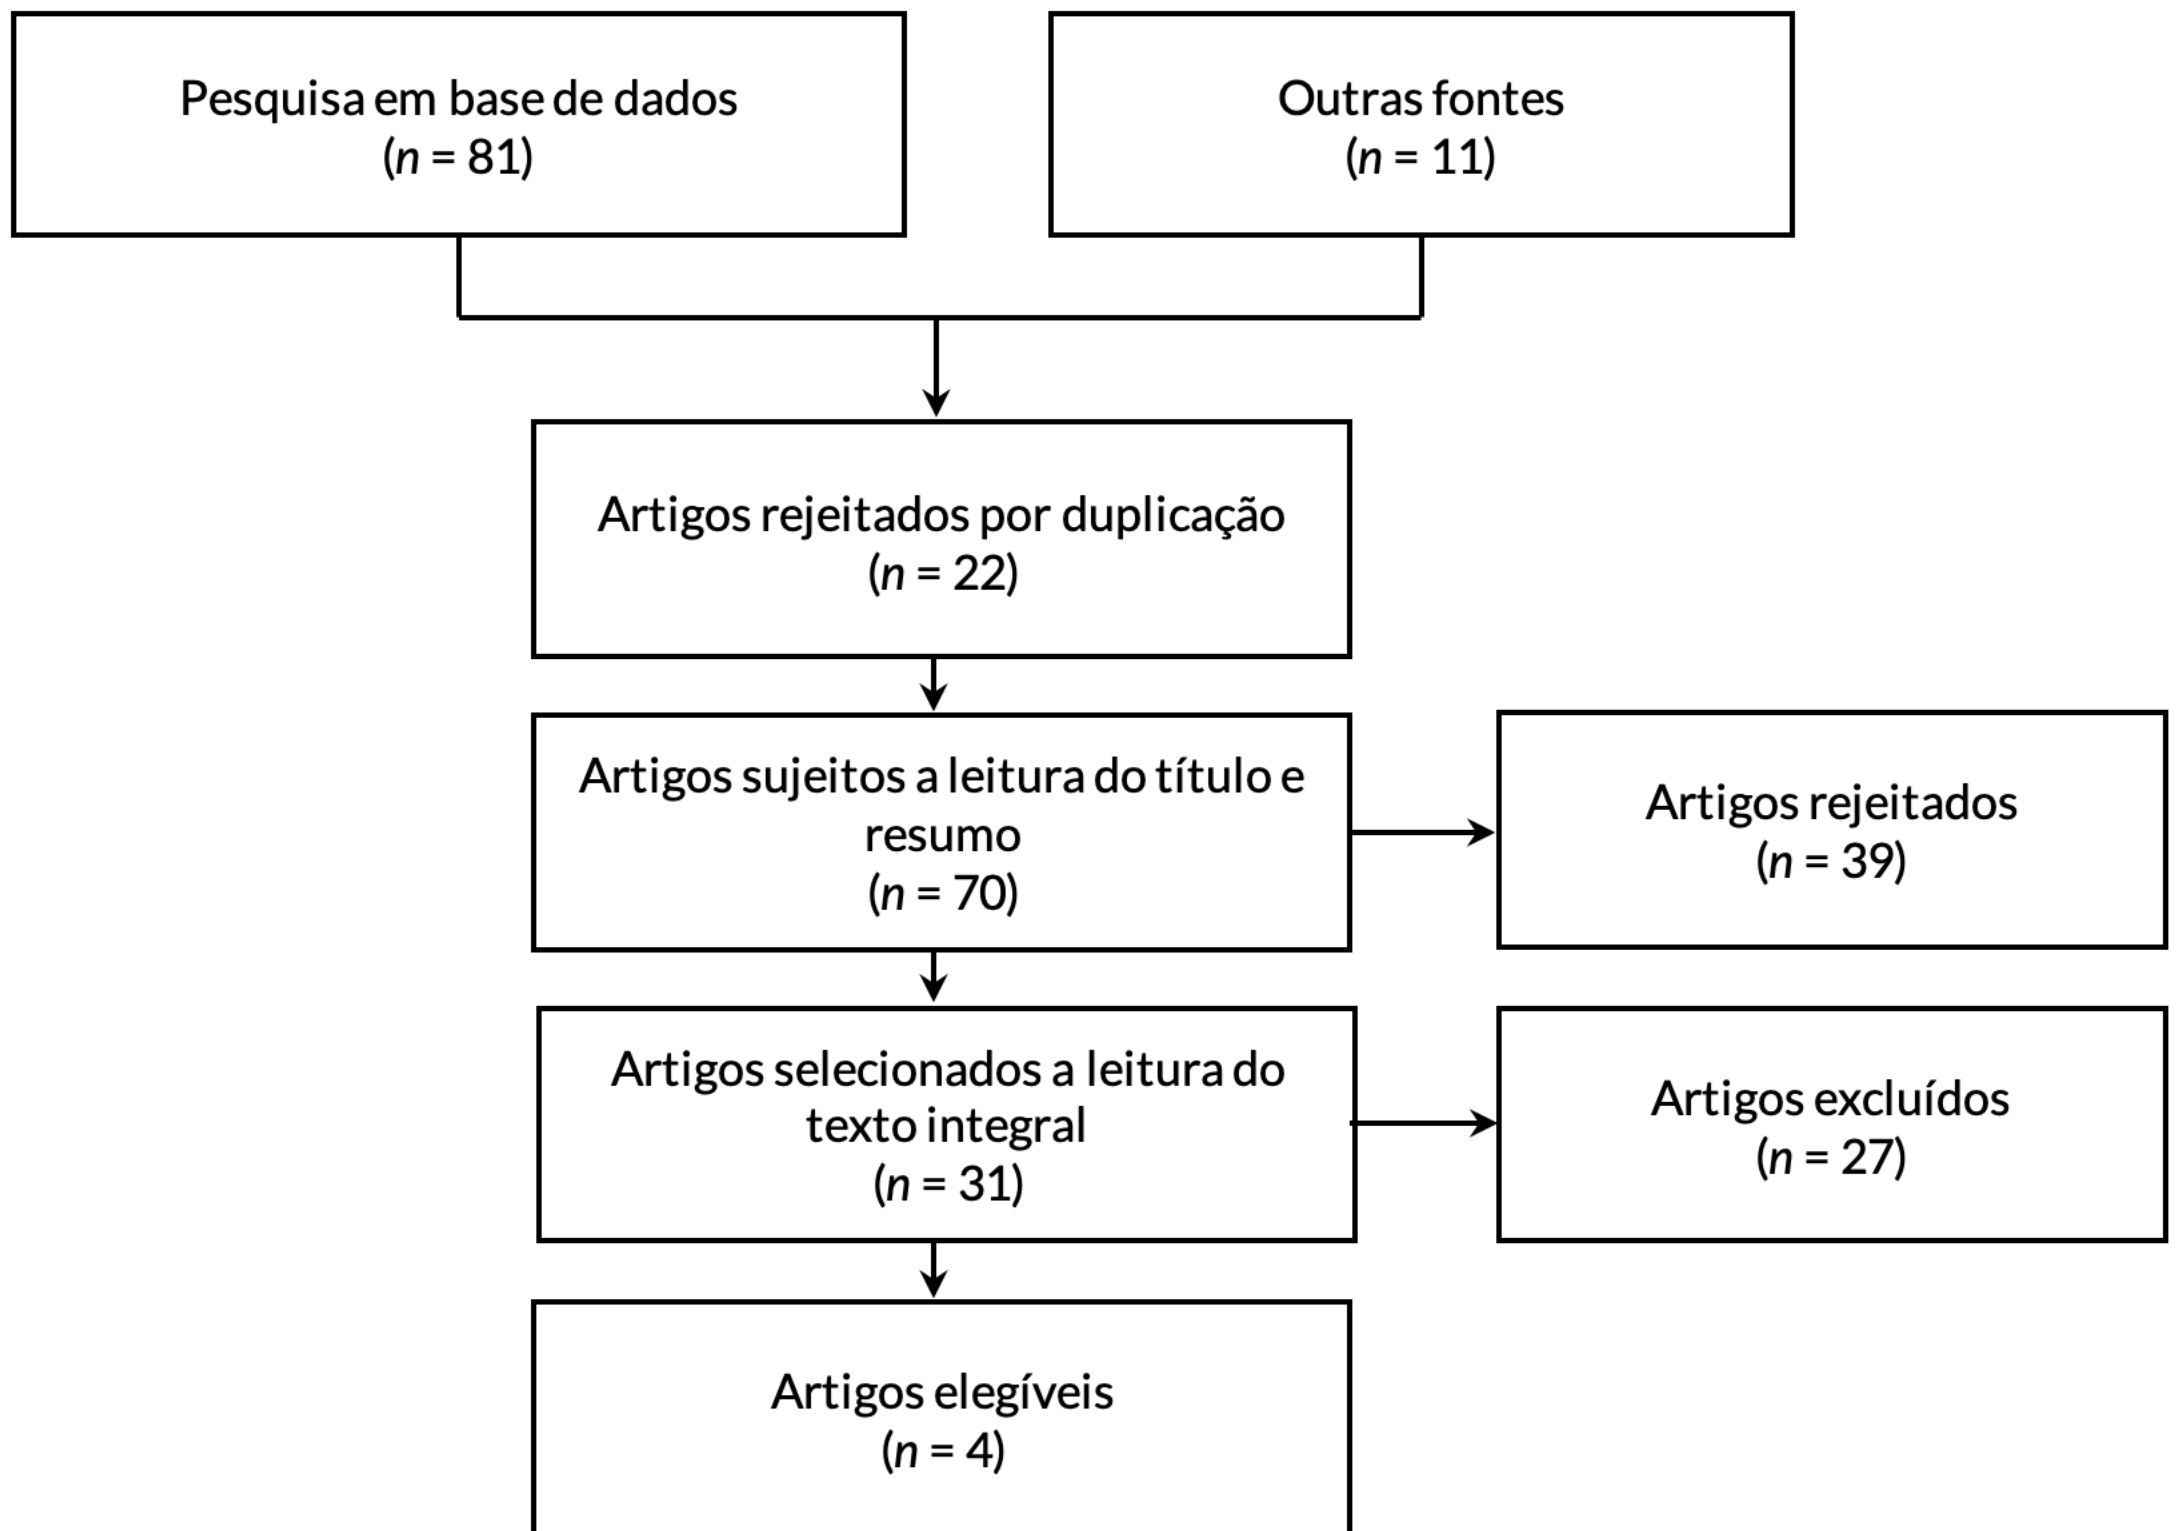 Pesquisa em base de dados
(n = 81)
Outras fontes
(n = 11)
Artigos rejeitados por duplicação
(n = 22)
Artigos sujeitos a leitura do título e
resumo
(n = 70)
Artigos rejeitados
(n = 39)
Artigos selecionados a leitura do
texto integral
(n = 31)
Artigos excluídos
(n = 27)
Artigos elegíveis
(n = 4)